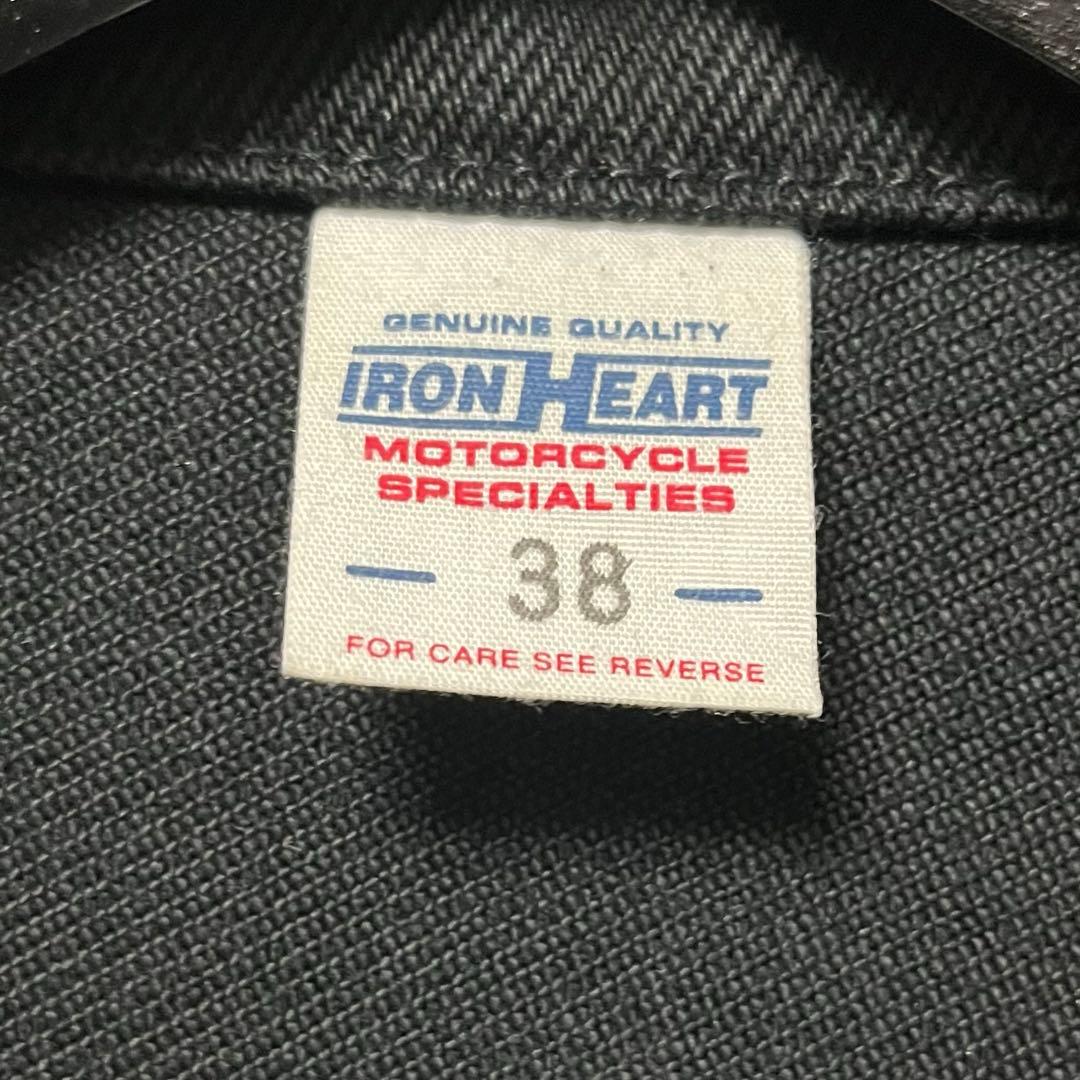 GENUINE QUALITY
IRON HEART
MOTORCYCLE
SPECIALTIES
38
FOR CARE SEE REVERSE